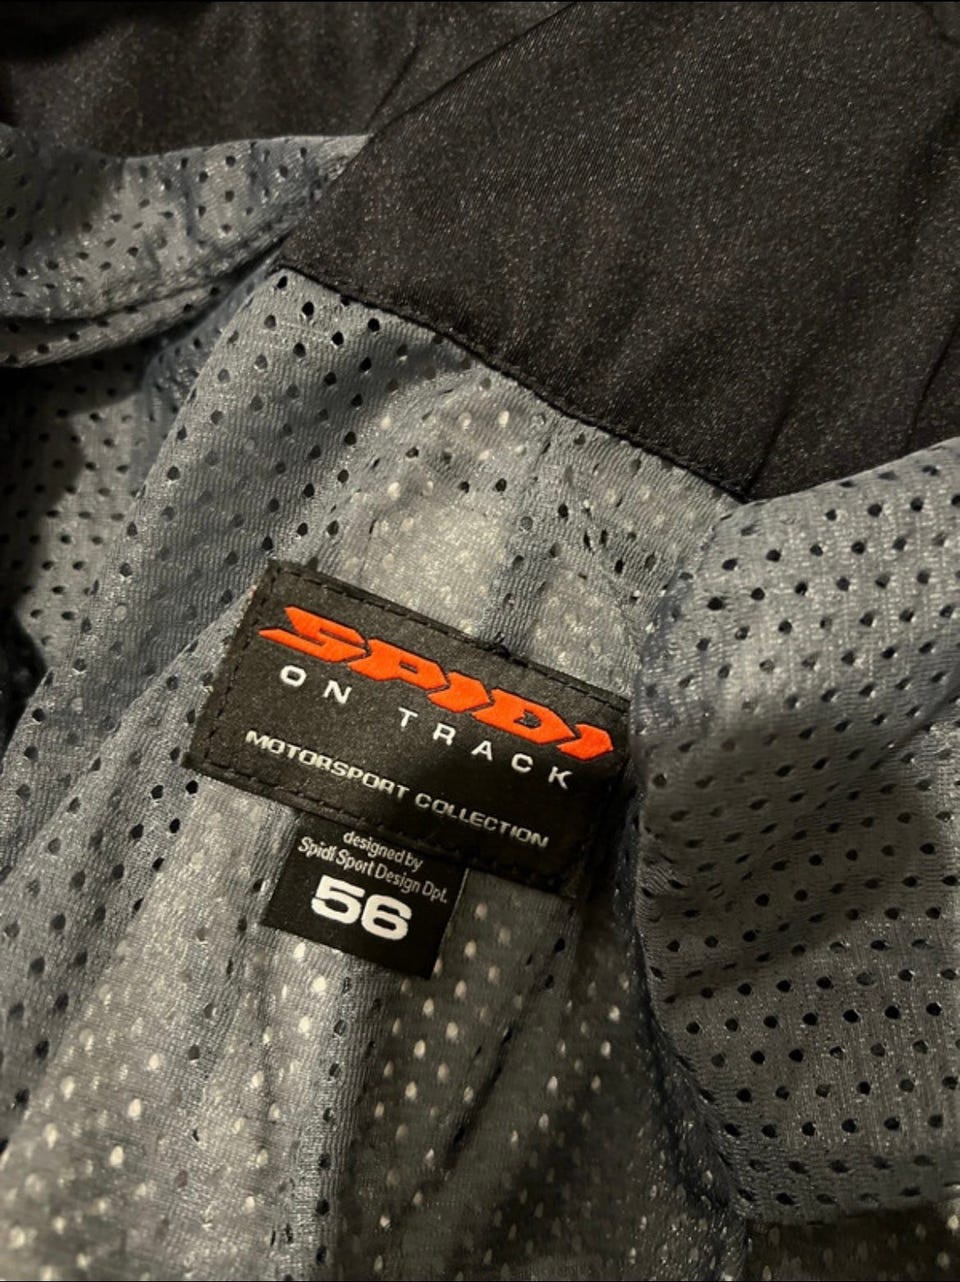 SPIDI
ON TRACK
MOTORSPORT COLLECTION
designed by
Spidi Sport Design Dpt.
56